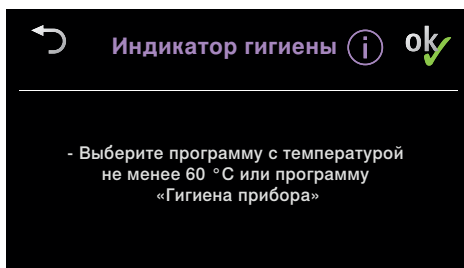 Индикатор гигиены i ok
- Выберите программу с температурой
не менее 60 °C или программу
«Гигиена прибора»